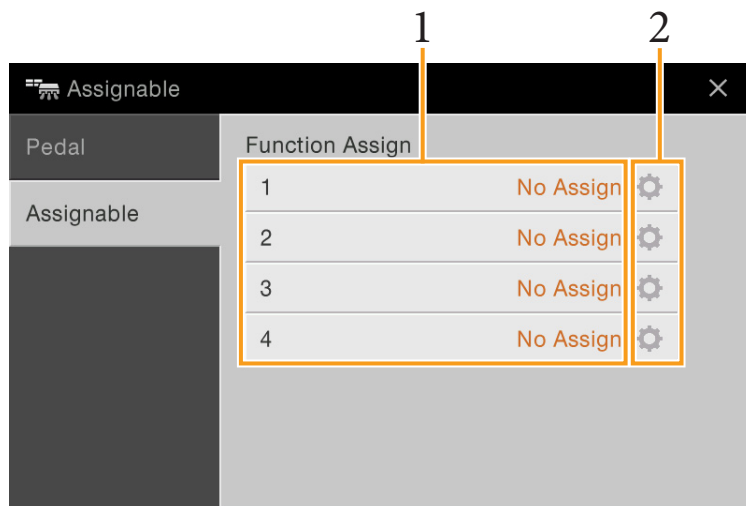 1 2
Assignable
Pedal
Function Assign
1 No Assign
Assignable
2 No Assign
3 No Assign
4 No Assign